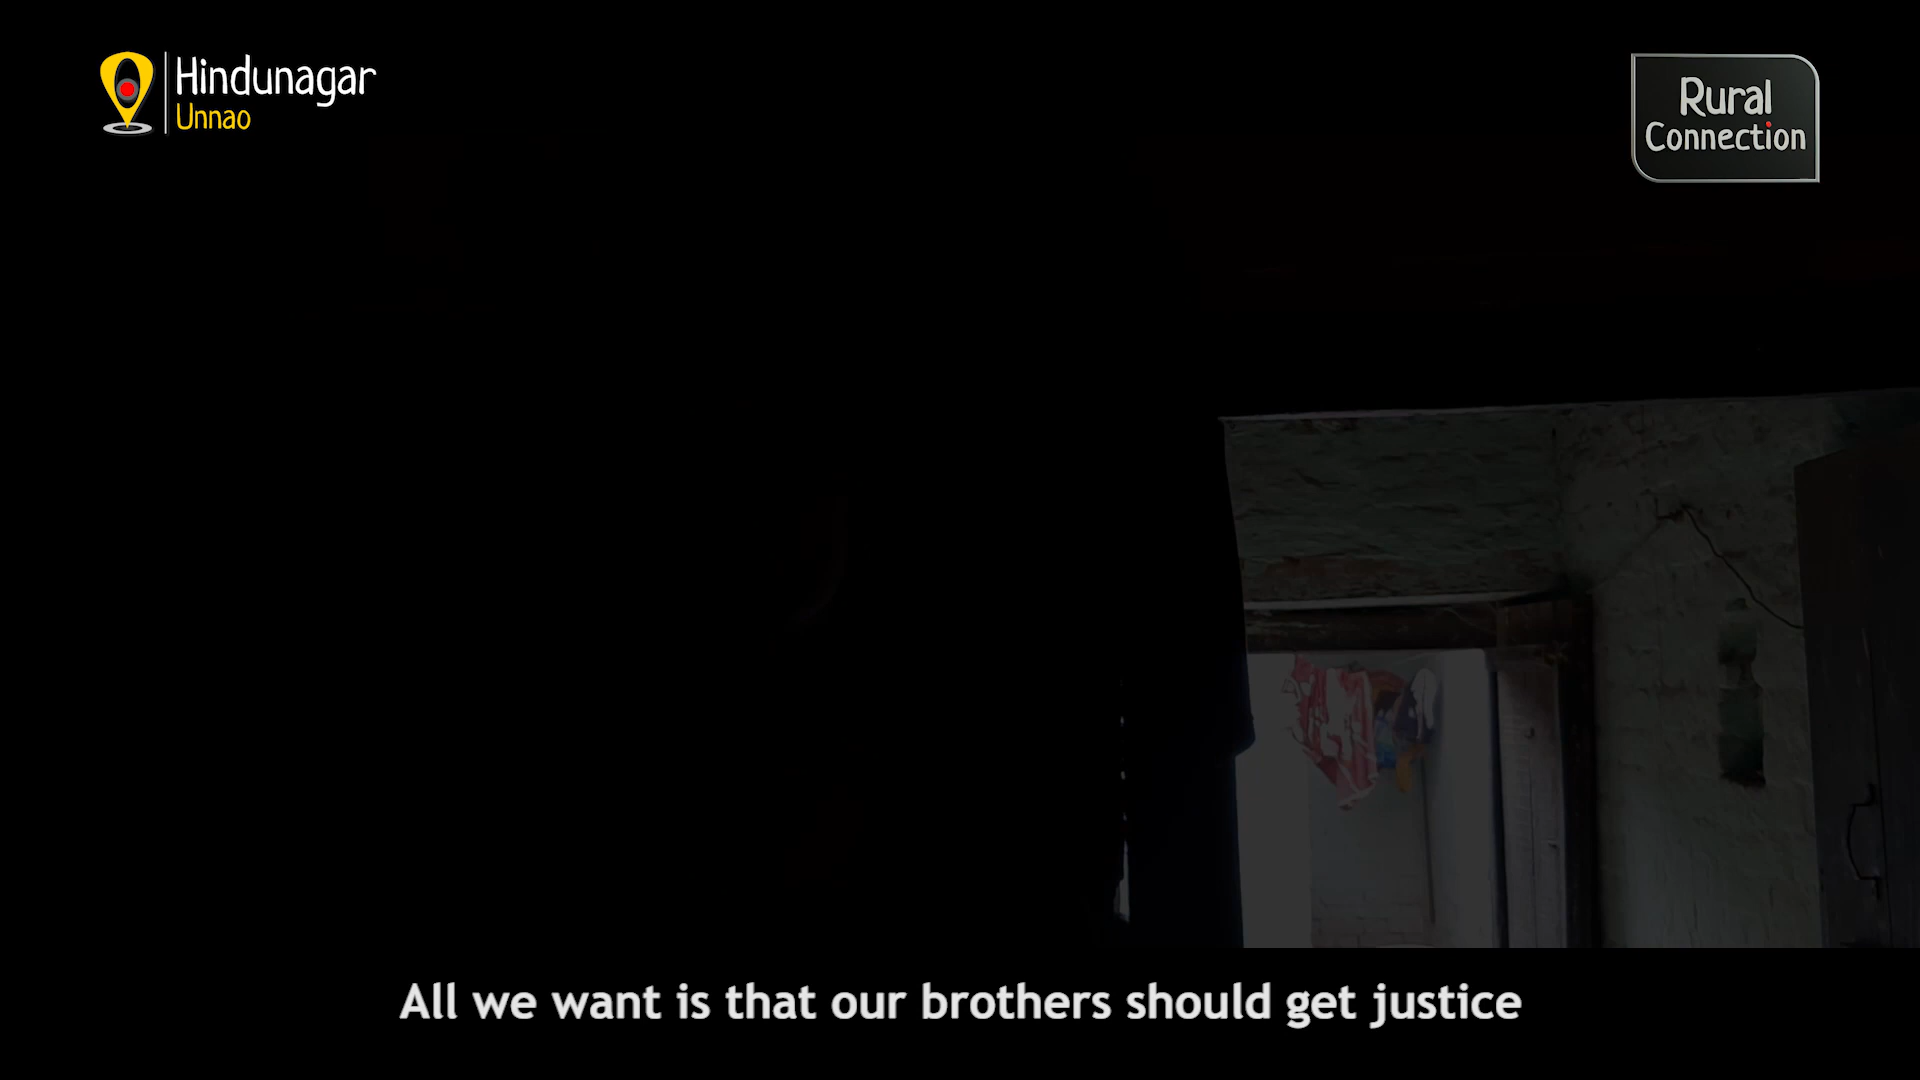 Hindunagar
Unnao
Rural
Connection
All we want is that our brothers should get justice